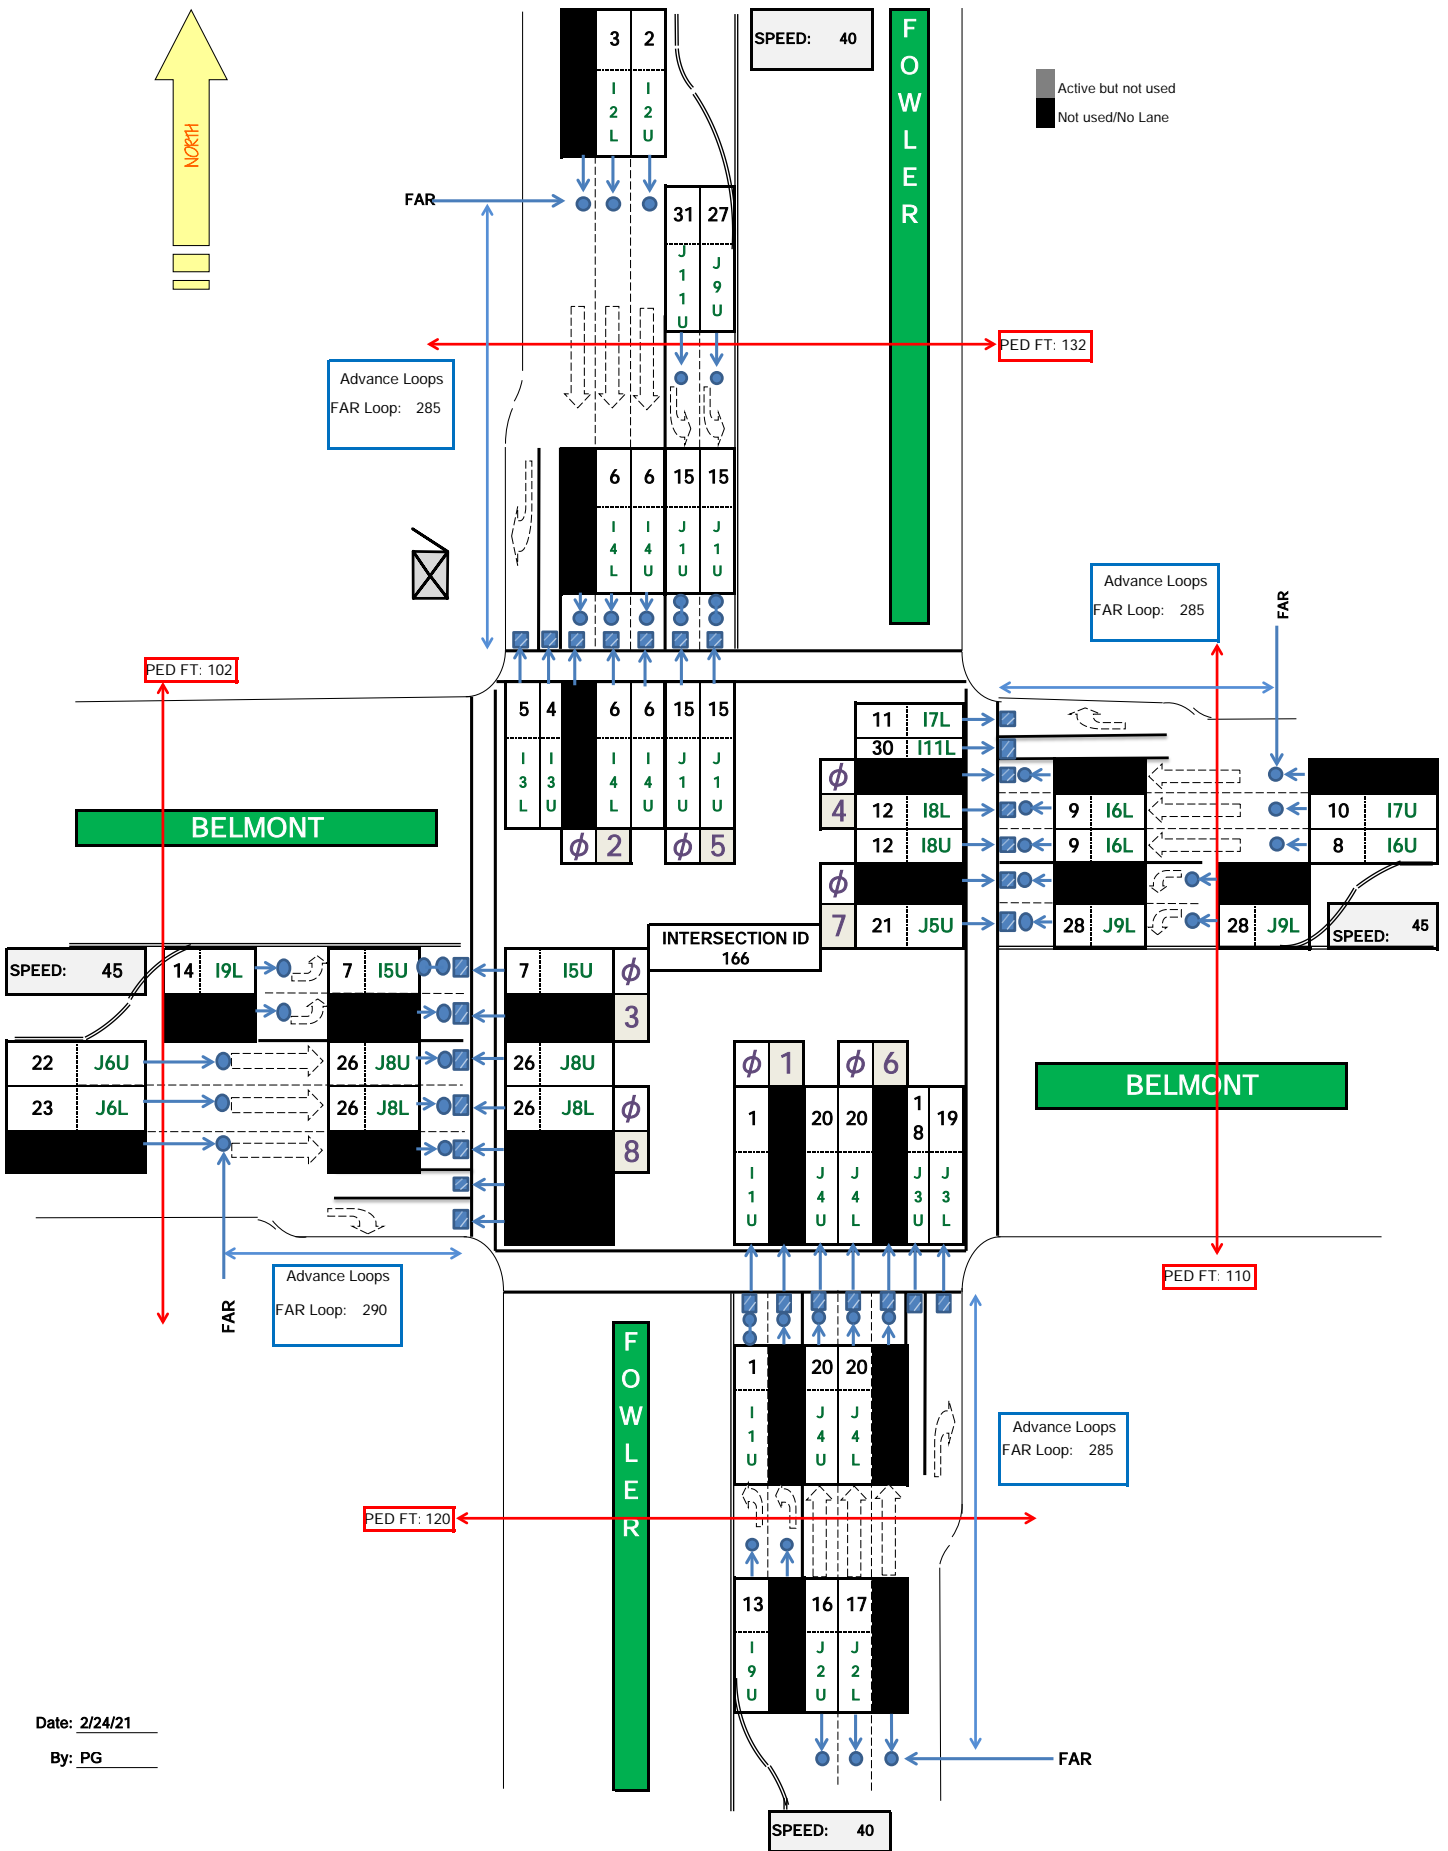 NORTH
3 2
I2L I2U
SPEED: 40
FOWLER
Active but not used
Not used/No Lane
FAR
31 27
J11U J9U
PED FT: 132
Advance Loops
FAR Loop: 285
6 6 15 15
I4L I4U J1U J1U
Advance Loops
FAR Loop: 285
FAR
PED FT: 102
5 4 6 6 15 15
I3L I3U I4L I4U J1U J1U
ϕ 2 ϕ 5
11 I7L
30 I11L
ϕ
4 12 I8L 9 I6L 10 I7U
12 I8U 9 I6L 8 I6U
ϕ
7 21 J5U 28 J9L 28 J9L
SPEED: 45
BELMONT
INTERSECTION ID
166
SPEED: 45
14 I9L 7 I5U 7 I5U ϕ
3
22 J6U 26 J8U 26 J8U
23 J6L 26 J8L 26 J8L ϕ
8
ϕ 1 ϕ 6
BELMONT
1 20 20 18 19
I1U J4U J4L J3U J3L
Advance Loops
FAR Loop: 290
FAR
PED FT: 110
FOWLER
1 20 20
I1U J4U J4L
Advance Loops
FAR Loop: 285
PED FT: 120
13 16 17
I9U J2U J2L
Date: 2/24/21
By: PG
FAR
SPEED: 40